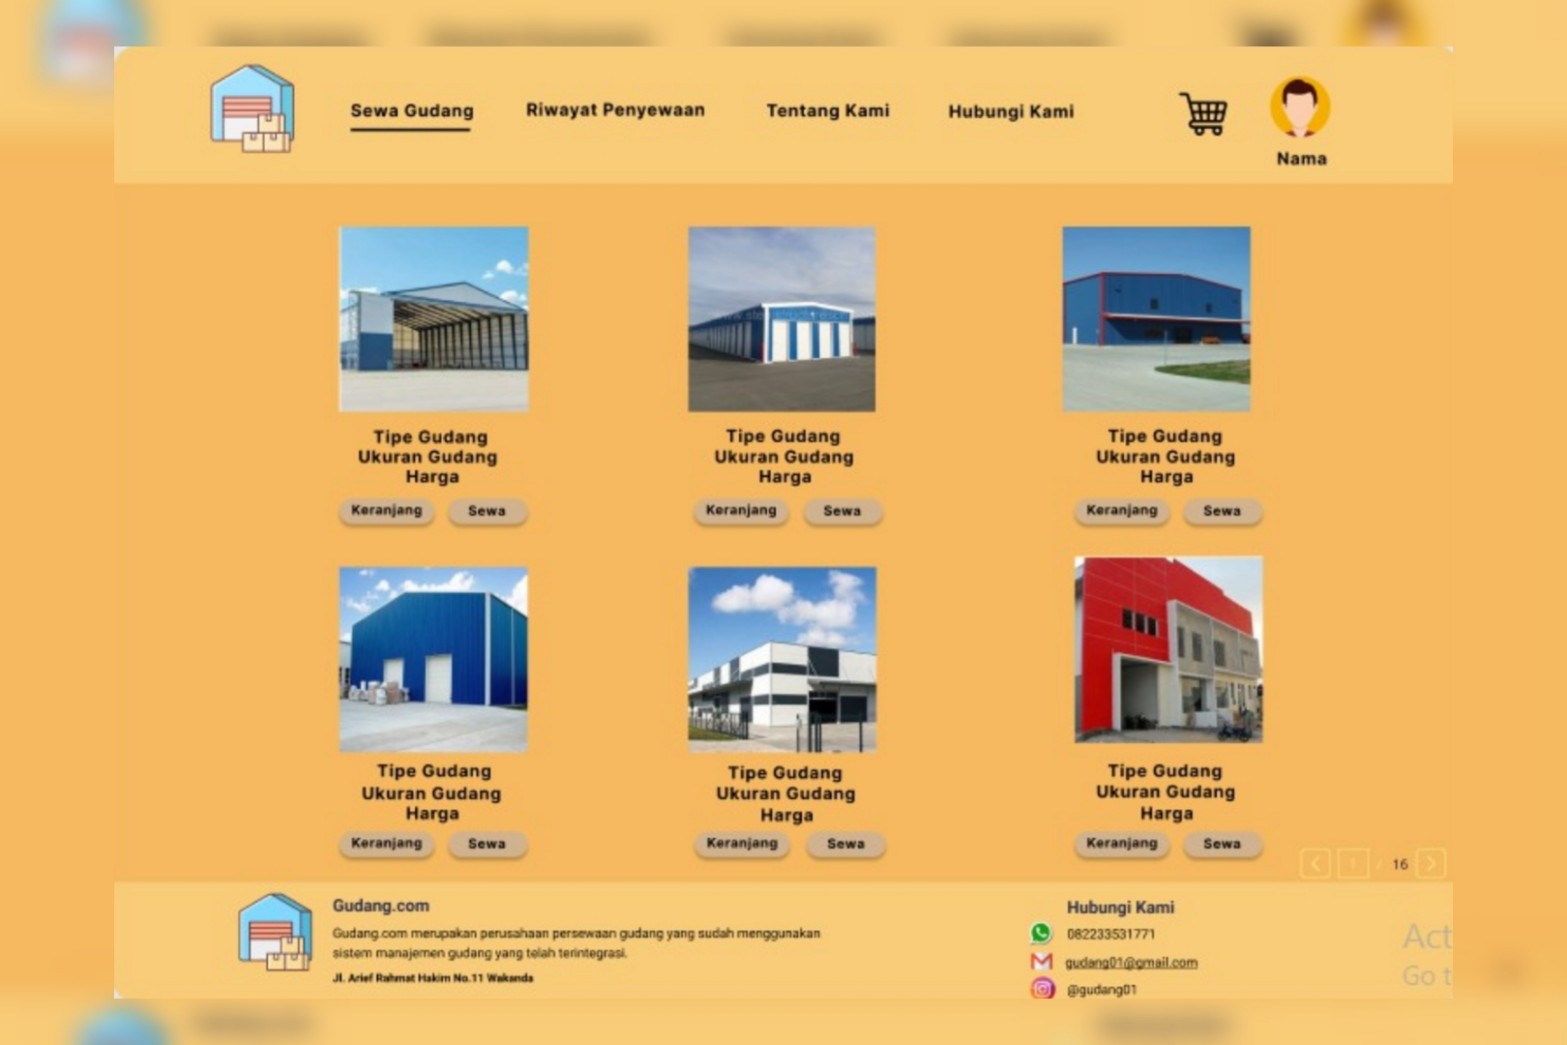 Sewa Gudang
Riwayat Penyewaan
Tentang Kami
Hubungi Kami
Nama
Tipe Gudang
Ukuran Gudang
Harga
Keranjang
Sewa
Tipe Gudang
Ukuran Gudang
Harga
Keranjang
Sewa
Tipe Gudang
Ukuran Gudang
Harga
Keranjang
Sewa
Tipe Gudang
Ukuran Gudang
Harga
Keranjang
Sewa
Tipe Gudang
Ukuran Gudang
Harga
Keranjang
Sewa
Tipe Gudang
Ukuran Gudang
Harga
Keranjang
Sewa
1 / 16
Gudang.com
Gudang.com merupakan perusahaan persewaan gudang yang sudah menggunakan
sistem manajemen gudang yang telah terintegrasi.
Jl. Arief Rahmat Hakim No.11 Wakanda
Hubungi Kami
082233531771
gudang01@gmail.com
@gudang01
Act
Go t